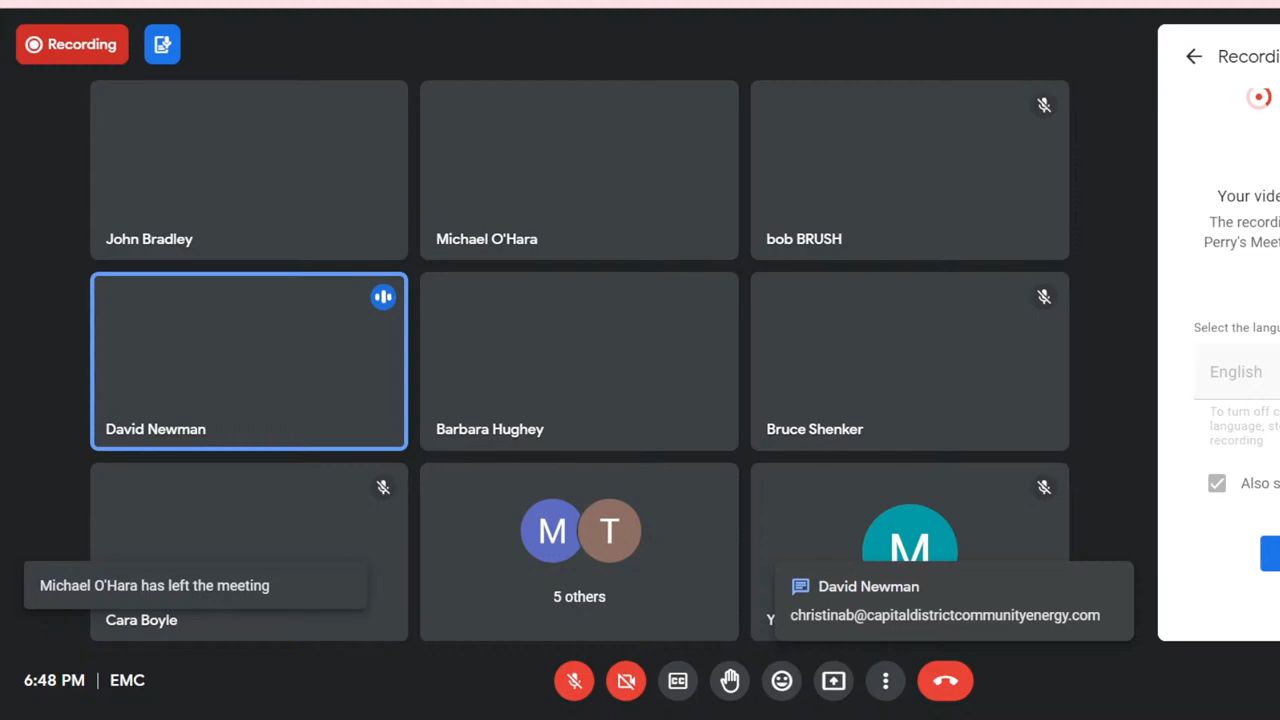 Recording
John Bradley
Michael O'Hara
bob BRUSH
David Newman
Barbara Hughey
Bruce Shenker
Cara Boyle
M
T
5 others
M
Y
Michael O'Hara has left the meeting
David Newman
christinab@capitaldistrictcommunityenergy.com
6:48 PM | EMC
CC
Recordi
Your vide
The recordi
Perry's Meet
Select the langu
English
To turn off c
language, st
recording
Also s